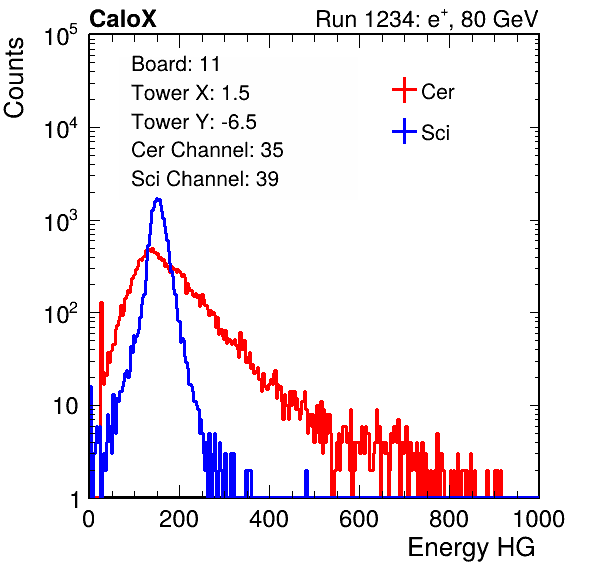 CaloX Run 1234: e⁺, 80 GeV
Counts
Board: 11
Tower X: 1.5
Tower Y: -6.5
Cer Channel: 35
Sci Channel: 39
Cer
Sci
10⁵
10⁴
10³
10²
10
1
0 200 400 600 800 1000
Energy HG